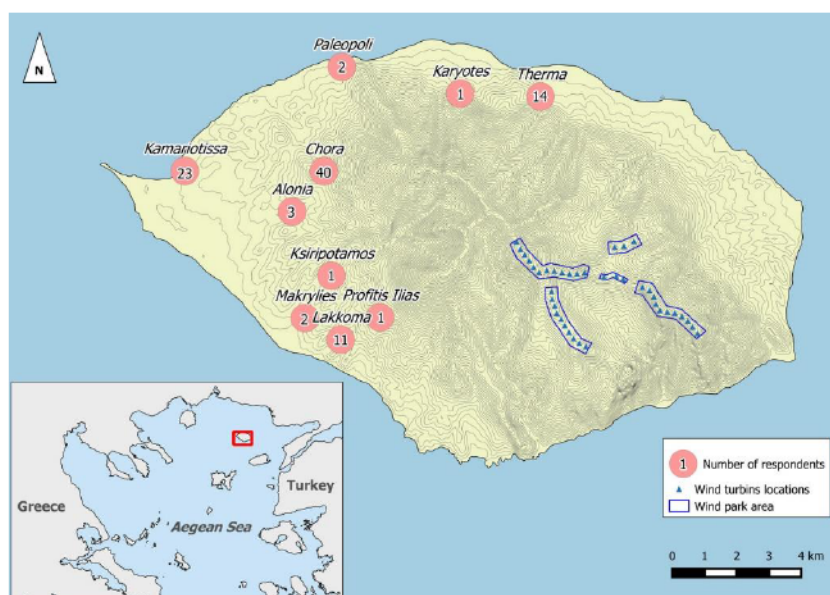 N
Paleopoli
2
Karyotes
1
Therma
14
Kamariotissa
23
Chora
40
Alonia
3
Ksiripotamos
1
Makrylies
2
Profitis Ilias
1
Lakkoma
11
Greece
Turkey
Aegean Sea
1 Number of respondents
Wind turbins locations
Wind park area
0 1 2 3 4 km